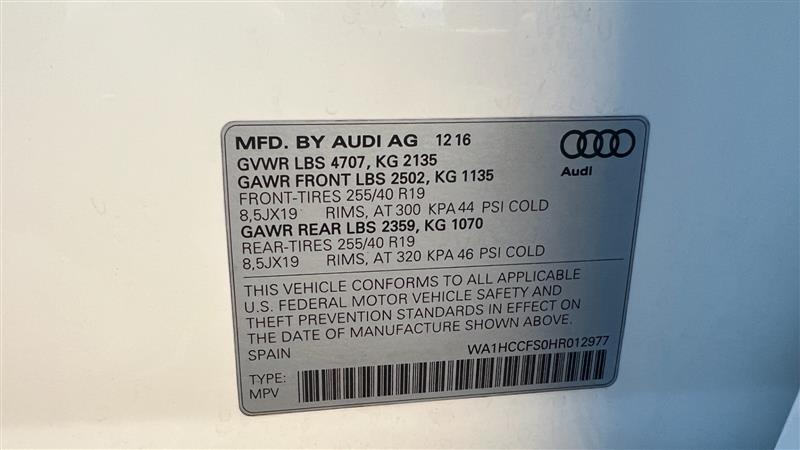 MFD. BY AUDI AG 12 16
GVWR LBS 4707, KG 2135
GAWR FRONT LBS 2502, KG 1135
FRONT-TIRES 255/40 R19
8,5JX19 RIMS, AT 300 KPA 44 PSI COLD
GAWR REAR LBS 2359, KG 1070
REAR-TIRES 255/40 R19
8,5JX19 RIMS, AT 320 KPA 46 PSI COLD
Audi
THIS VEHICLE CONFORMS TO ALL APPLICABLE
U.S. FEDERAL MOTOR VEHICLE SAFETY AND
THEFT PREVENTION STANDARDS IN EFFECT ON
THE DATE OF MANUFACTURE SHOWN ABOVE.
SPAIN WA1HCCFS0HR012977
TYPE:
MPV